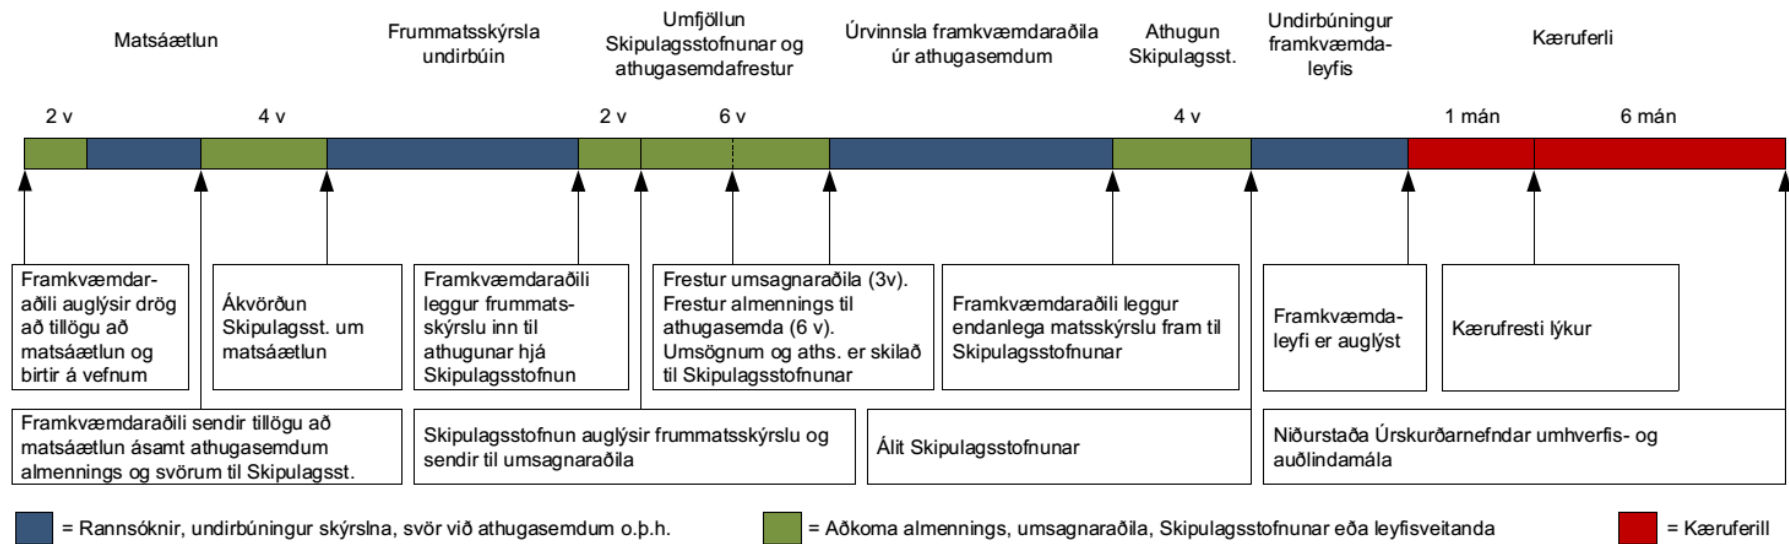 Matsáætlun
Frummatsskýrsla
undirbúin
Umfjöllun
Skipulagsstofnunar og
athugasemdafrestur
Úrvinnsla framkvæmdaraðila
úr athugasemdum
Athugun
Skipulagsst.
Undirbúningur
framkvæmda-
leyfis
Kæruferli
2 v
4 v
2 v
6 v
4 v
1 mán
6 mán
Framkvæmdar-
aðili auglýsir drög
að tillögu að
matsáætlun og
birtir á vefnum
Ákvörðun
Skipulagsst. um
matsáætlun
Framkvæmdaraðili
leggur frummats-
skýrslu inn til
athugunar hjá
Skipulagsstofnun
Frestur umsagnaraðila (3v).
Frestur almennings til
athugasemda (6 v).
Umsögnum og aths. er skilað
til Skipulagsstofnunar
Framkvæmdaraðili leggur
endanlega matsskýrslu fram til
Skipulagsstofnunar
Framkvæmda-
leyfi er auglýst
Kærufresti lýkur
Framkvæmdaraðili sendir tillögu að
matsáætlun ásamt athugasemdum
almennings og svörum til Skipulagsst.
Skipulagsstofnun auglýsir frummatsskýrslu og
sendir til umsagnaraðila
Álit Skipulagsstofnunar
Niðurstaða Úrskurðarnefndar umhverfis- og
auðlindamála
= Rannsóknir, undirbúningur skýrslna, svör við athugasemdum o.þ.h.
= Aðkoma almennings, umsagnaraðila, Skipulagsstofnunar eða leyfisveitanda
= Kæruferill